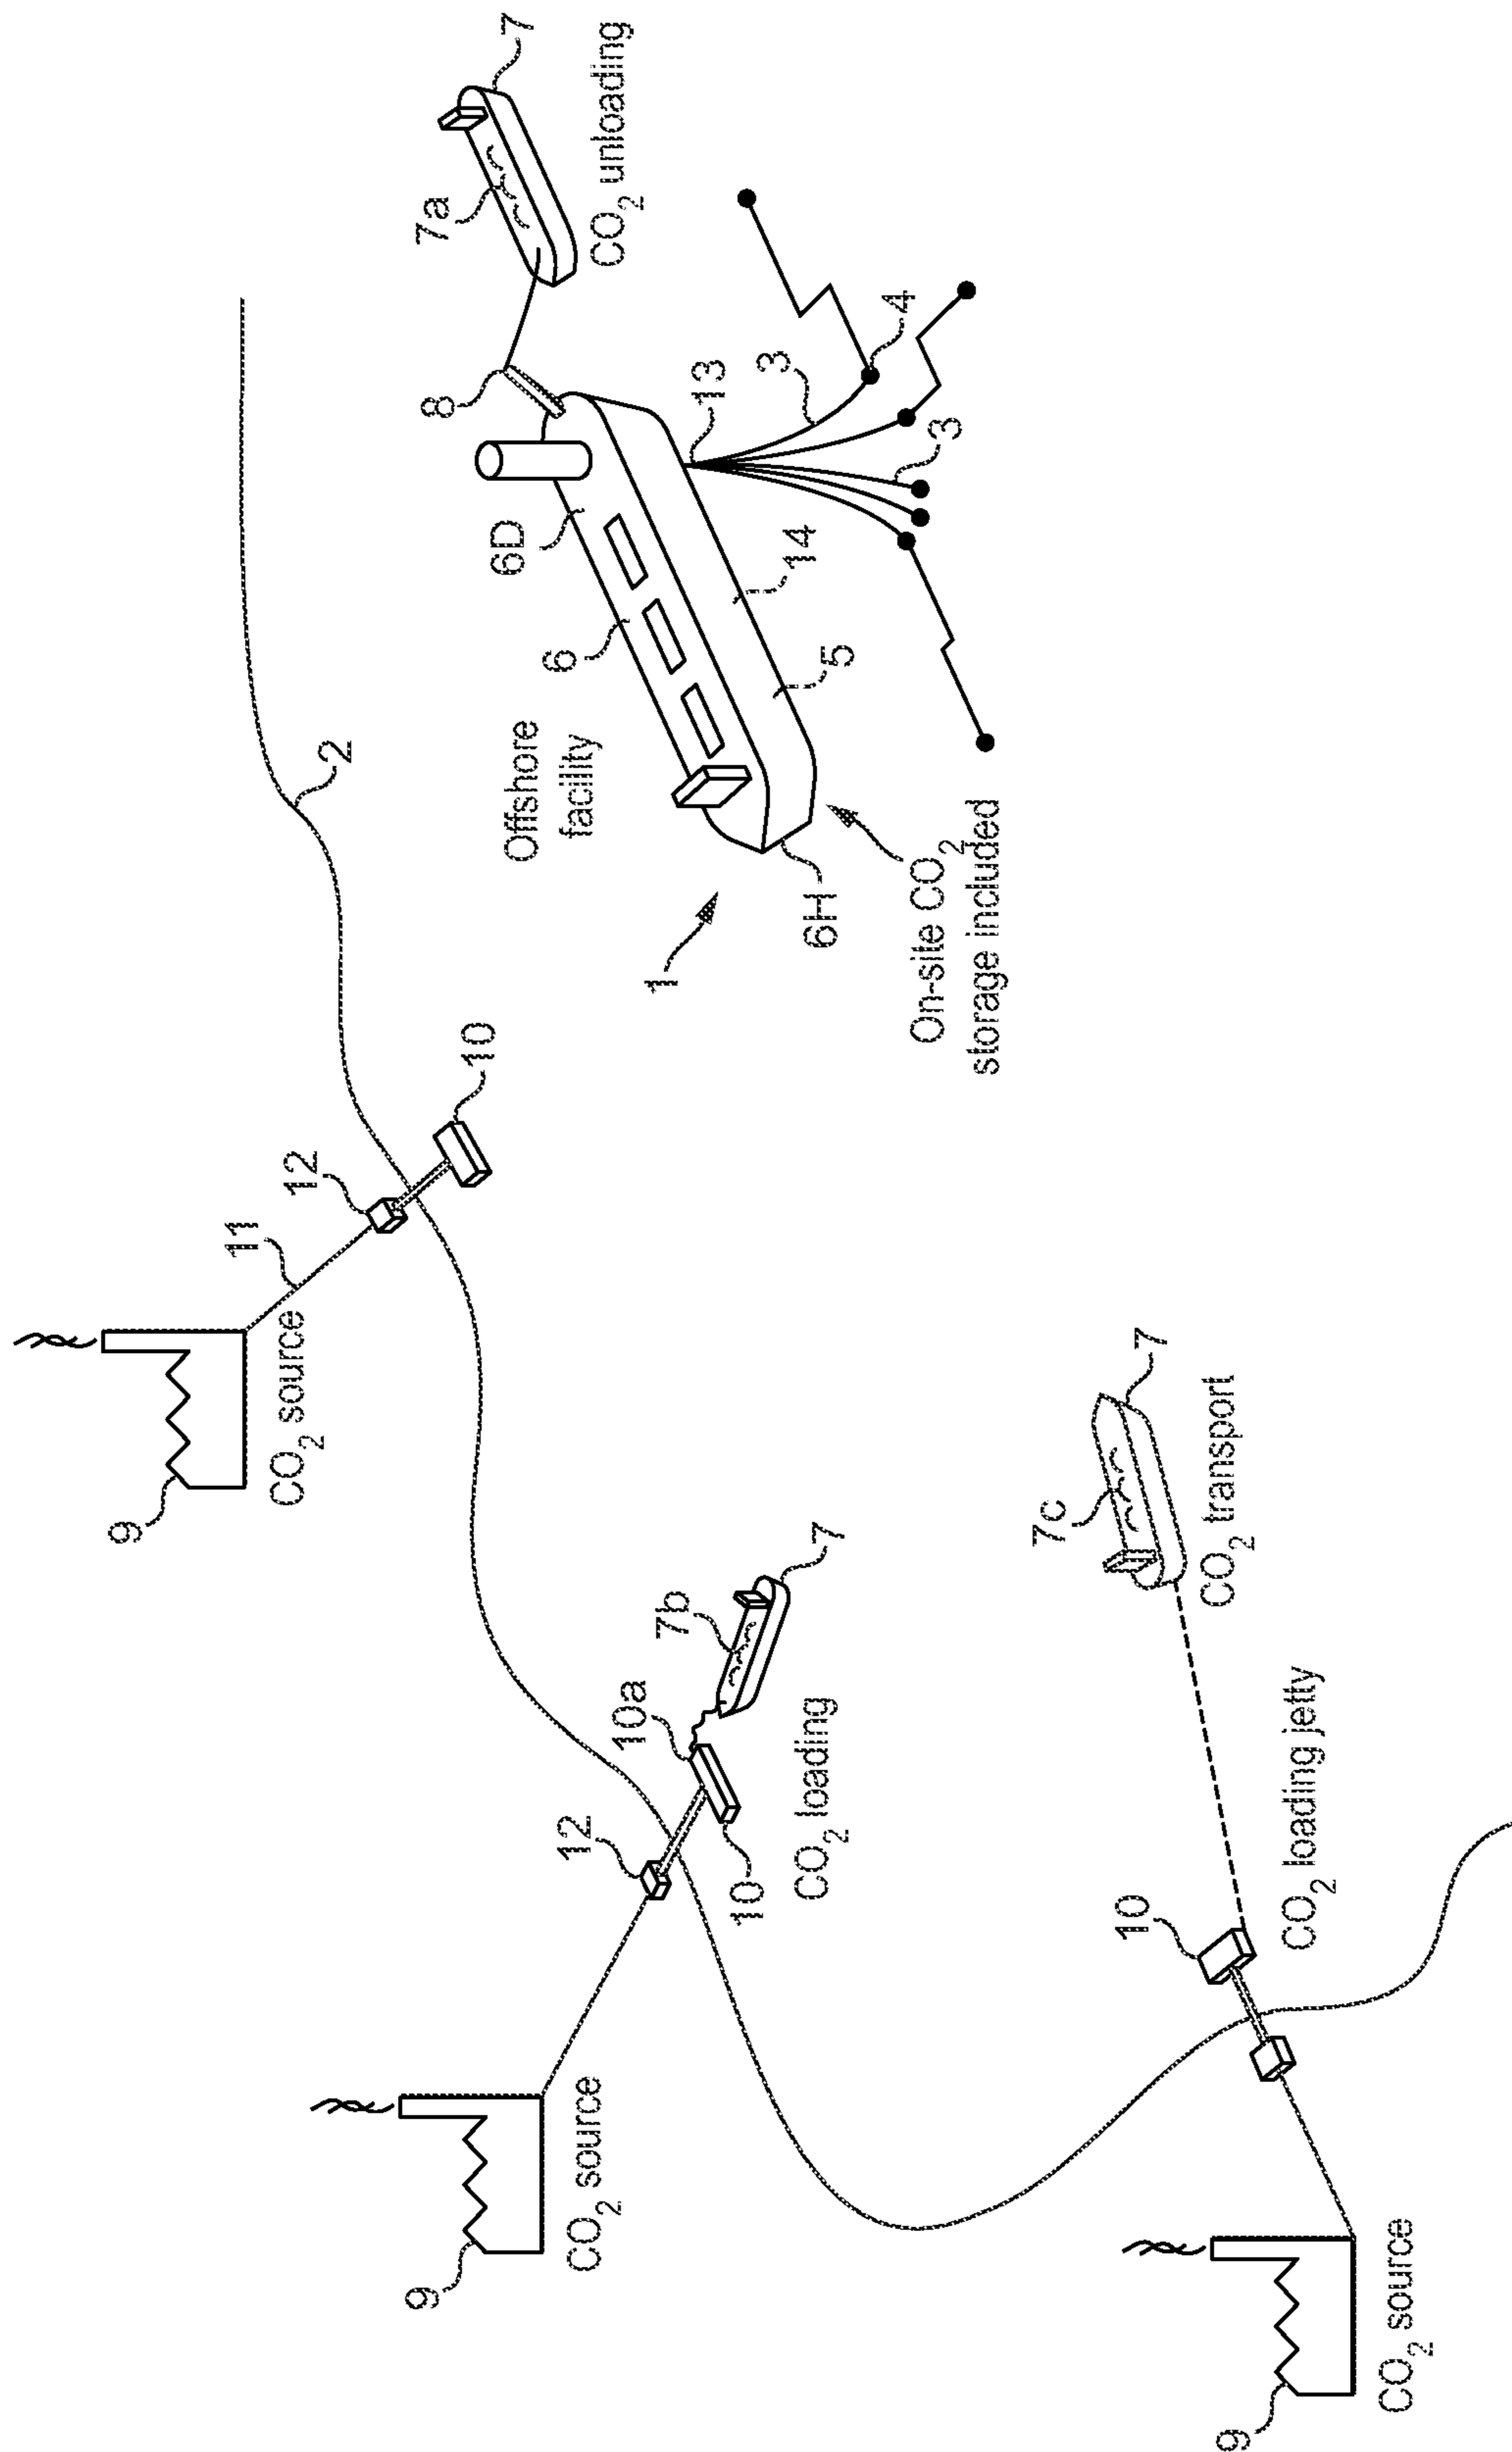 9
11
CO2 source
12
2
9
7a
8
10
6D
7
Offshore
facility
6
12
CO2 source
CO2 unloading
10a
1
7b
13
10
3
14
CO2 loading
6H
7
5
4
On-site CO2
storage included
3
7c
10
7
CO2 transport
9
CO2 loading jetty
CO2 source